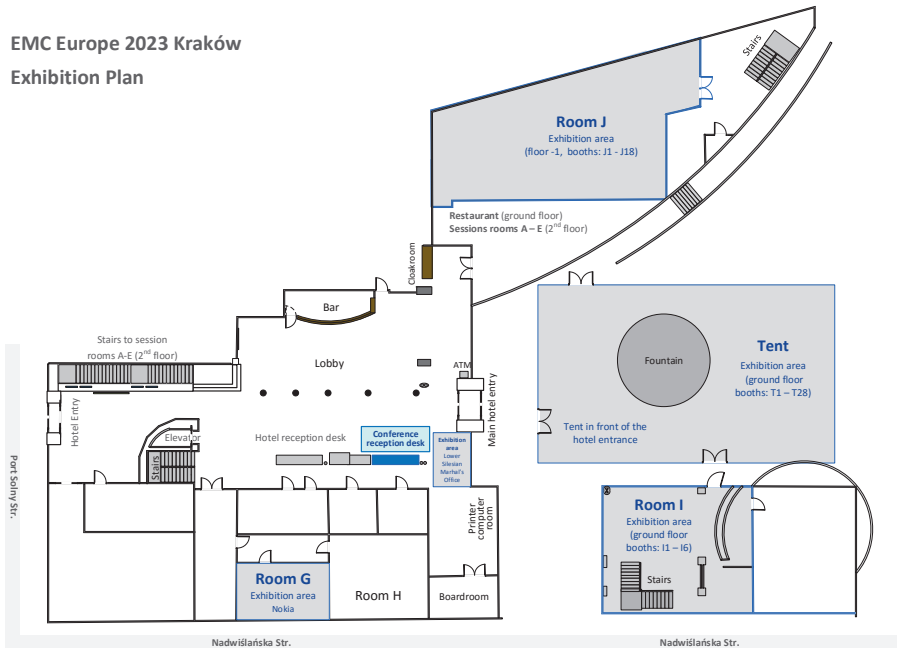 EMC Europe 2023 Kraków
Exhibition Plan
Stairs
Room J
Exhibition area
(floor -1, booths: J1 - J18)
Restaurant (ground floor)
Sessions rooms A – E (2nd floor)
Cloakroom
Bar
Stairs to session
rooms A-E (2nd floor)
Lobby
ATM
Fountain
Tent
Exhibition area
(ground floor
booths: T1 – T28)
Tent in front of the
hotel entrance
Hotel Entry
Main hotel entry
Elevator
Hotel reception desk
Conference
reception desk
Exhibition
area
Lower
Silesian
Marhal's
Office
Stairs
Port Solny Str.
Printer
computer
room
Room I
Exhibition area
(ground floor
booths: I1 – I6)
Stairs
Room G
Exhibition area
Nokia
Room H
Boardroom
Nadwiślańska Str.
Nadwiślańska Str.